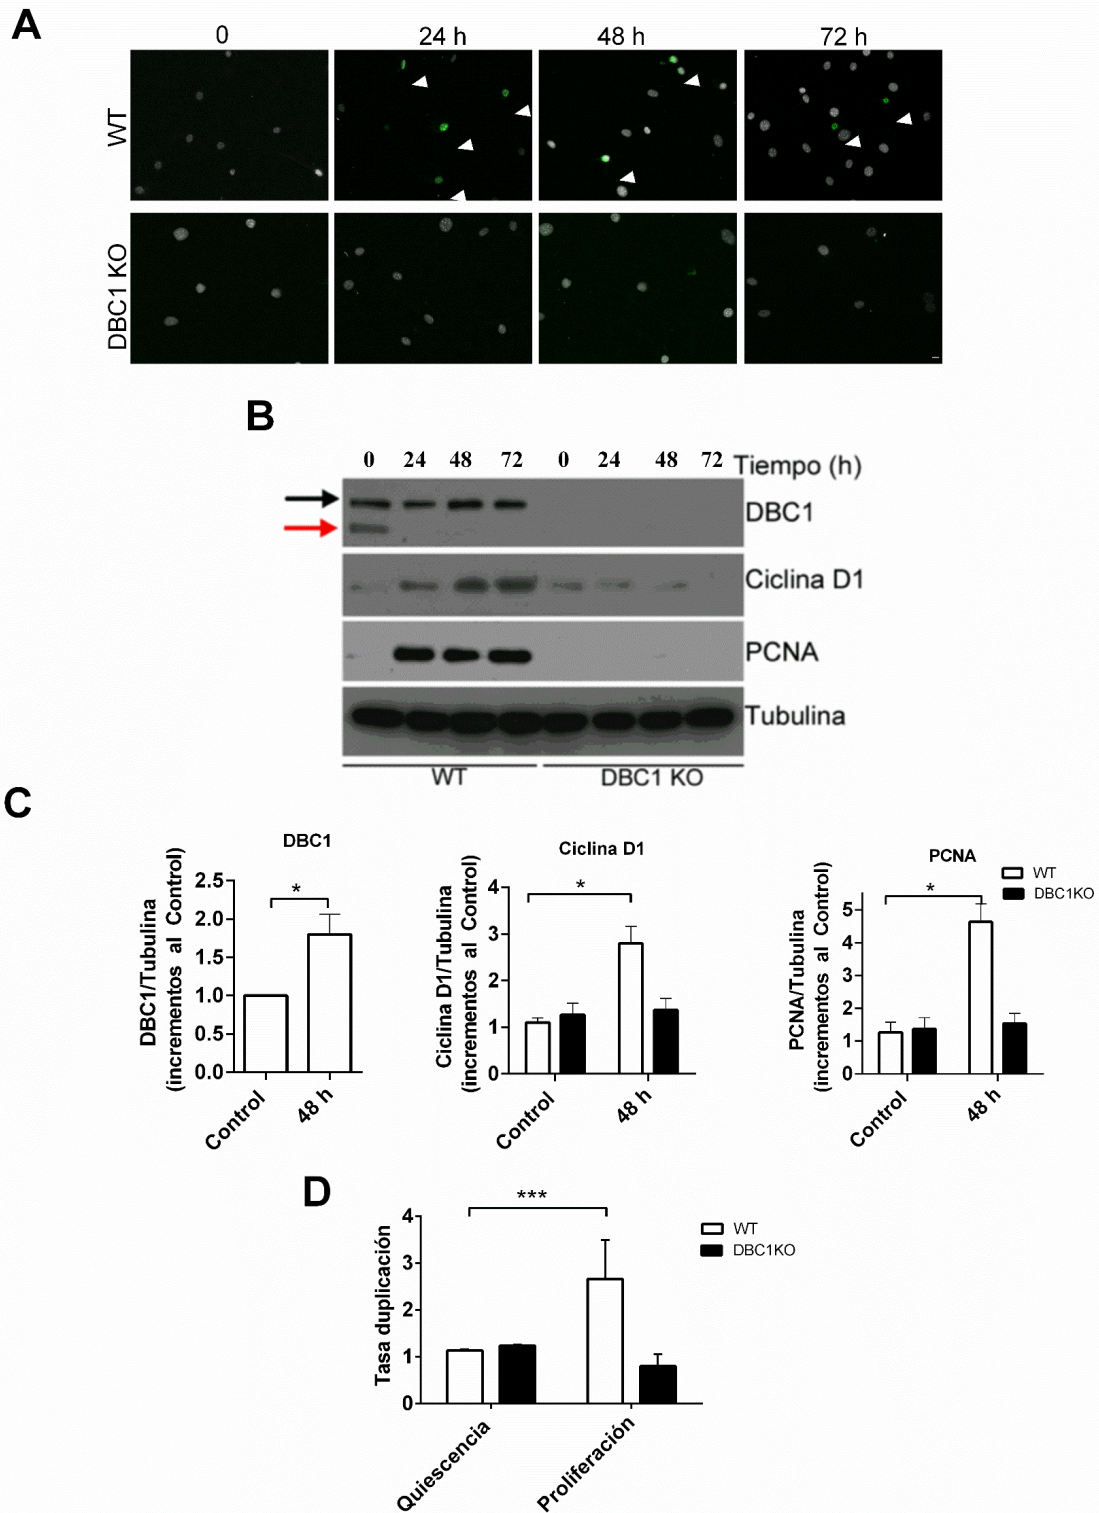 A
0 24 h 48 h 72 h
WT
DBC1 KO
B
0 24 48 72 0 24 48 72 Tiempo (h)
DBC1
Ciclina D1
PCNA
Tubulina
WT DBC1 KO
C
DBC1
DBC1/Tubulina
(incrementos al Control)
2.5
2.0
1.5
1.0
0.5
0.0
*
Control 48 h
Ciclina D1
Ciclina D1/Tubulina
(incrementos al Control)
4
3
2
1
0
*
Control 48 h
PCNA
PCNA/Tubulina
(incrementos al Control)
5
4
3
2
1
0
*
Control 48 h
WT
DBC1KO
D
Tasa duplicación
4
3
2
1
0
***
Quiescencia Proliferación
WT
DBC1KO